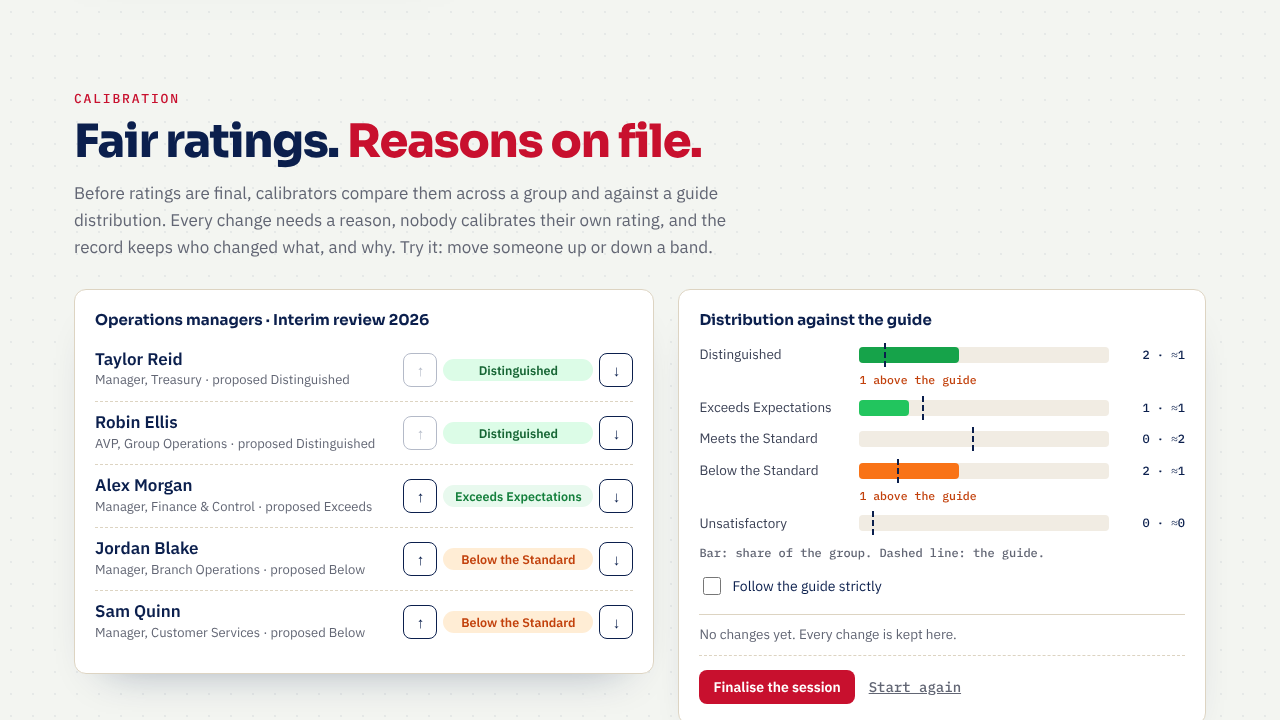 CALIBRATION
Fair ratings. Reasons on file.
Before ratings are final, calibrators compare them across a group and against a guide
distribution. Every change needs a reason, nobody calibrates their own rating, and the
record keeps who changed what, and why. Try it: move someone up or down a band.
Operations managers · Interim review 2026
Taylor Reid
Manager, Treasury · proposed Distinguished
↑ Distinguished ↓
Robin Ellis
AVP, Group Operations · proposed Distinguished
↑ Distinguished ↓
Alex Morgan
Manager, Finance & Control · proposed Exceeds
↑ Exceeds Expectations ↓
Jordan Blake
Manager, Branch Operations · proposed Below
↑ Below the Standard ↓
Sam Quinn
Manager, Customer Services · proposed Below
↑ Below the Standard ↓
Distribution against the guide
Distinguished 2 · ≈1
1 above the guide
Exceeds Expectations 1 · ≈1
Meets the Standard 0 · ≈2
Below the Standard 2 · ≈1
1 above the guide
Unsatisfactory 0 · ≈0
Bar: share of the group. Dashed line: the guide.
Follow the guide strictly
No changes yet. Every change is kept here.
Finalise the session Start again